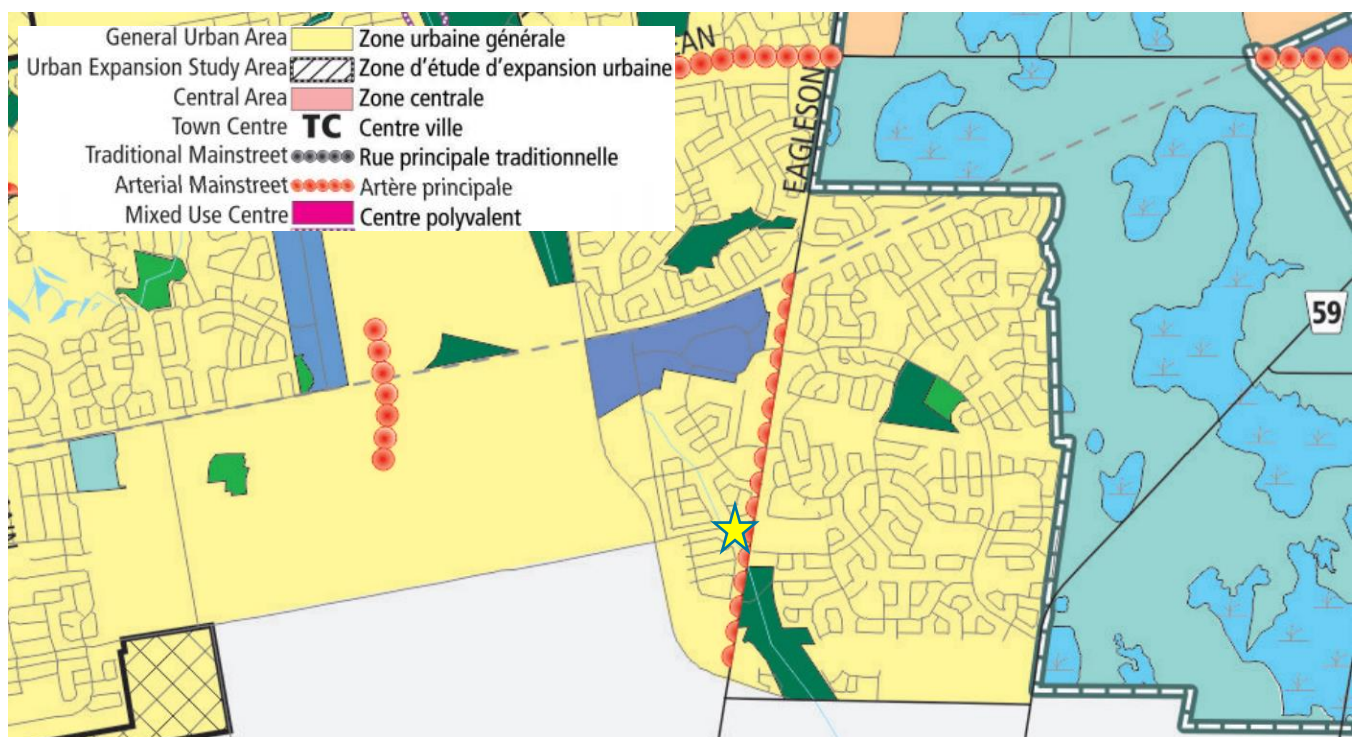 General Urban Area Zone urbaine générale
Urban Expansion Study Area Zone d'étude d'expansion urbaine
Central Area Zone centrale
Town Centre TC Centre ville
Traditional Mainstreet Rue principale traditionnelle
Arterial Mainstreet Artère principale
Mixed Use Centre Centre polyvalent
EAGLESON
59